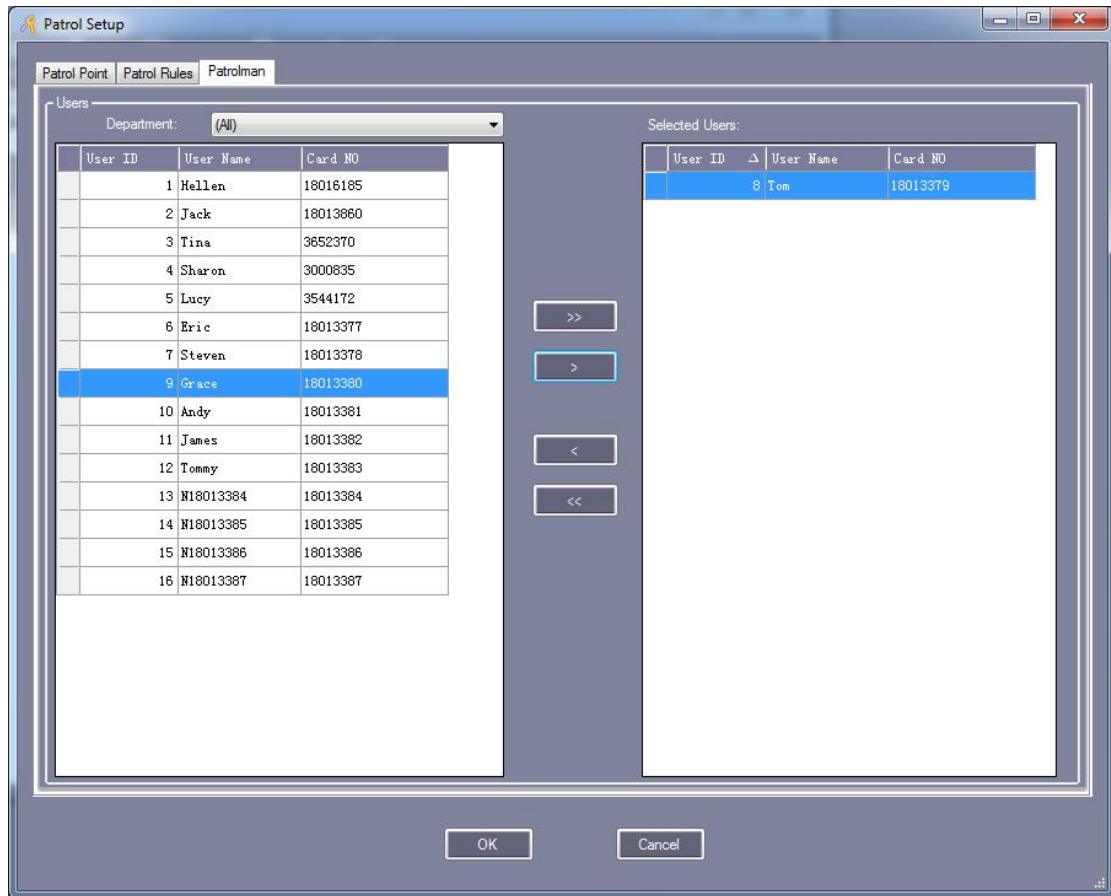 Patrol Setup
Patrol Point Patrol Rules Patrolman
Users
Department: (All)
User ID User Name Card NO
1 Hellen 18016185
2 Jack 18013860
3 Tina 3652370
4 Sharon 3000835
5 Lucy 3544172
6 Eric 18013377
7 Steven 18013378
9 Grace 18013380
10 Andy 18013381
11 James 18013382
12 Tommy 18013383
13 N18013384 18013384
14 N18013385 18013385
15 N18013386 18013386
16 N18013387 18013387
>>
>
<
<<
Selected Users:
User ID Δ User Name Card NO
8 Tom 18013379
OK Cancel